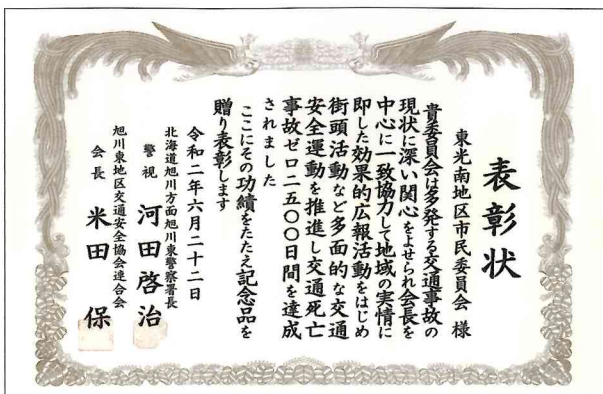 表彰状
東光南地区市民委員会 様
貴委員会は多発する交通事故の
現状に深い関心をよせられ会長を
中心に一致協力して地域の実情に
即した効果的広報活動をはじめ
街頭活動など多面的な交通
安全運動を推進し交通死亡
事故ゼロ二五〇〇日間を達成
されました
ここにその功績をたたえ記念品を
贈り表彰します
令和二年六月二十二日
北海道旭川方面旭川東警察署長
警視 河田啓治
旭川東地区交通安全協会連合会
会長 米田 保